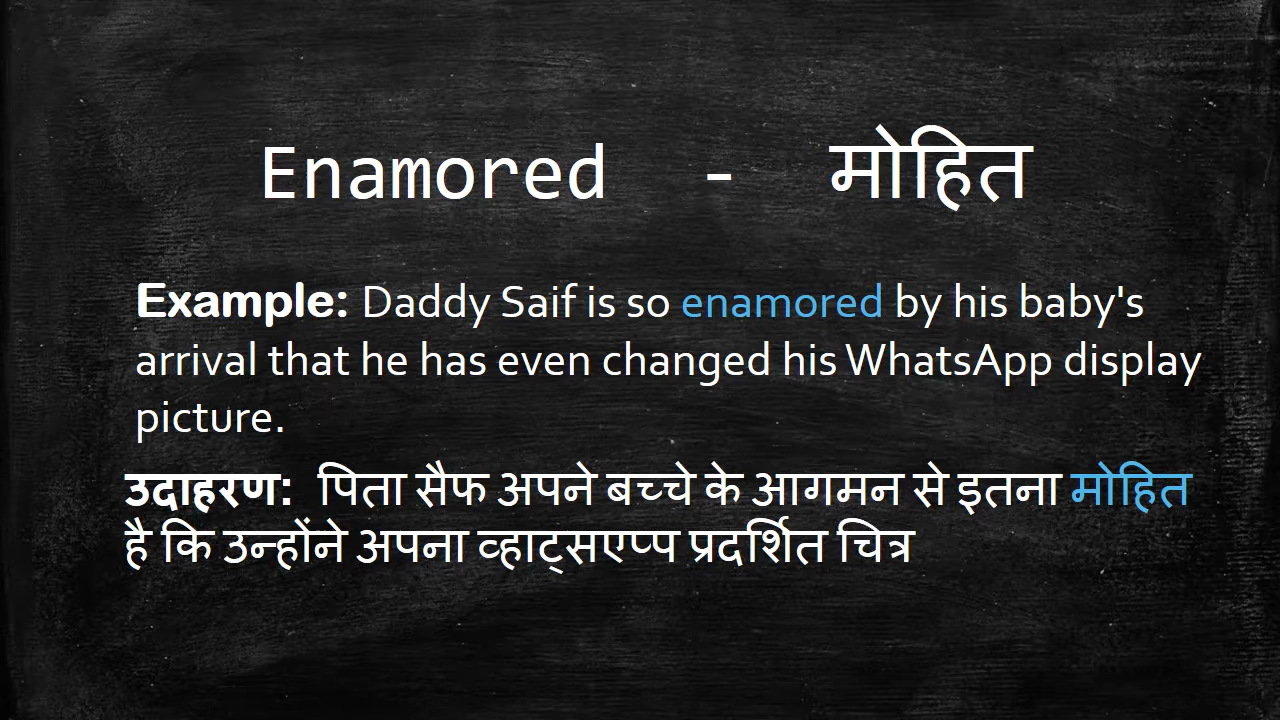 Enamored - मोहित
Example: Daddy Saif is so enamored by his baby's
arrival that he has even changed his WhatsApp display
picture.
उदाहरण: पिता सैफ अपने बच्चे के आगमन से इतना मोहित
है कि उन्होंने अपना व्हाट्सएप्प प्रदर्शित चित्र